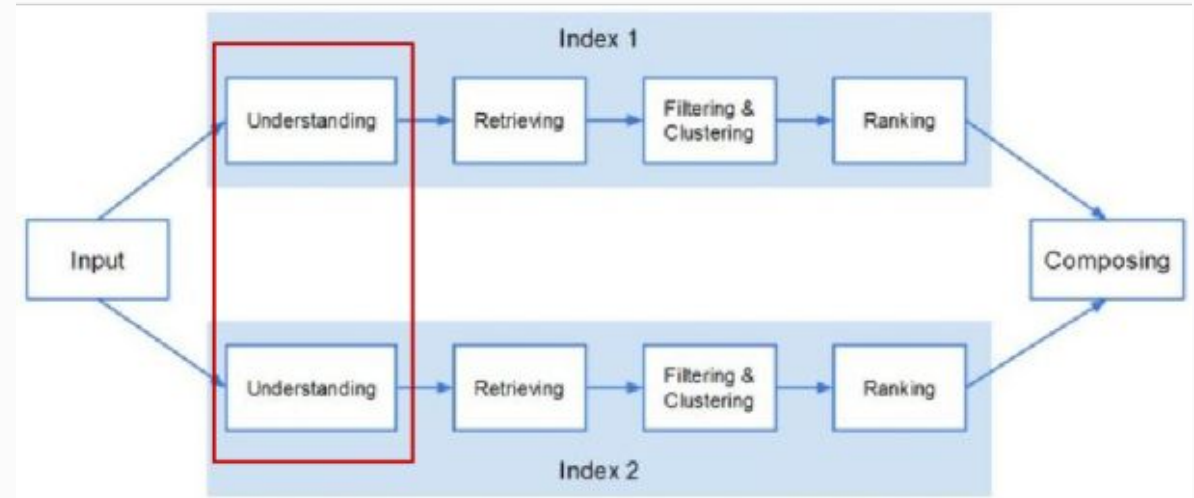 Index 1
Understanding
Retrieving
Filtering &
Clustering
Ranking
Input
Composing
Understanding
Retrieving
Filtering &
Clustering
Ranking
Index 2